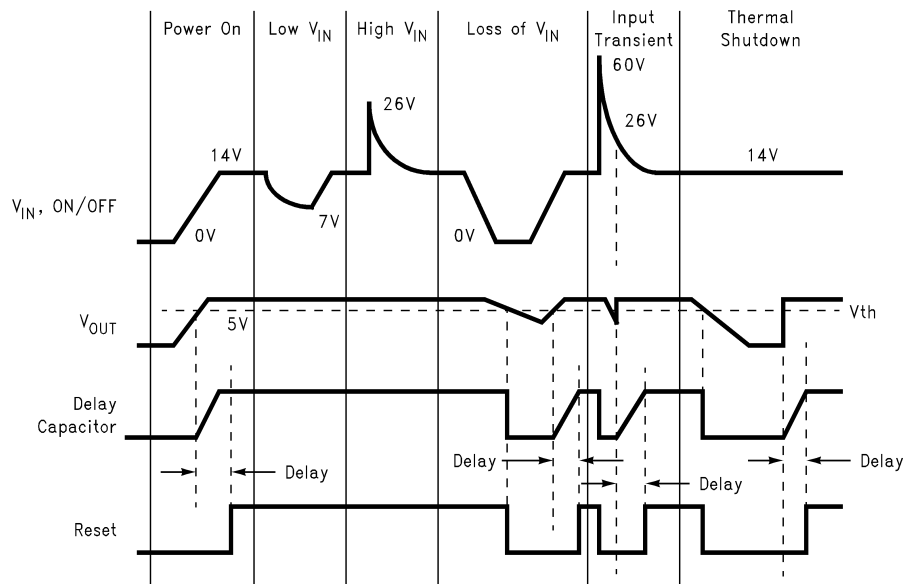 Power On
Low VIN
High VIN
Loss of VIN
Input
Transient
Thermal
Shutdown
60V
26V
26V
14V
14V
VIN, ON/OFF
0V
7V
0V
Vth
VOUT
5V
Delay
Capacitor
Delay
Delay
Delay
Delay
Reset